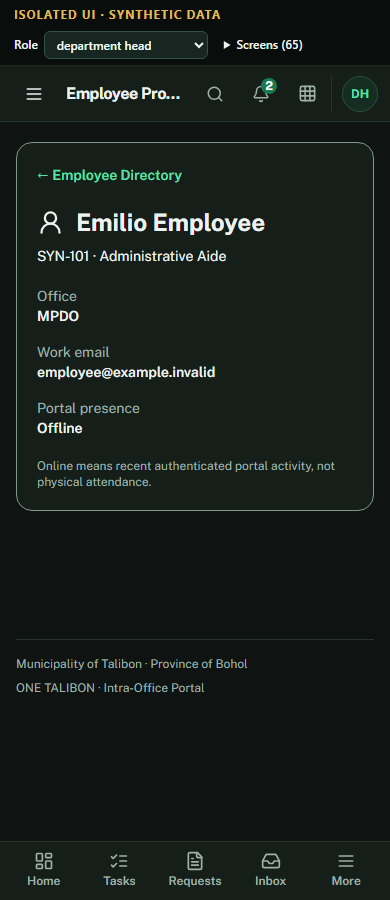 ISOLATED UI · SYNTHETIC DATA
Role department head ▶ Screens (65)
Employee Pro... 2 DH
← Employee Directory
Emilio Employee
SYN-101 · Administrative Aide
Office
MPDO
Work email
employee@example.invalid
Portal presence
Offline
Online means recent authenticated portal activity, not
physical attendance.
Municipality of Talibon · Province of Bohol
ONE TALIBON · Intra-Office Portal
Home Tasks Requests Inbox More